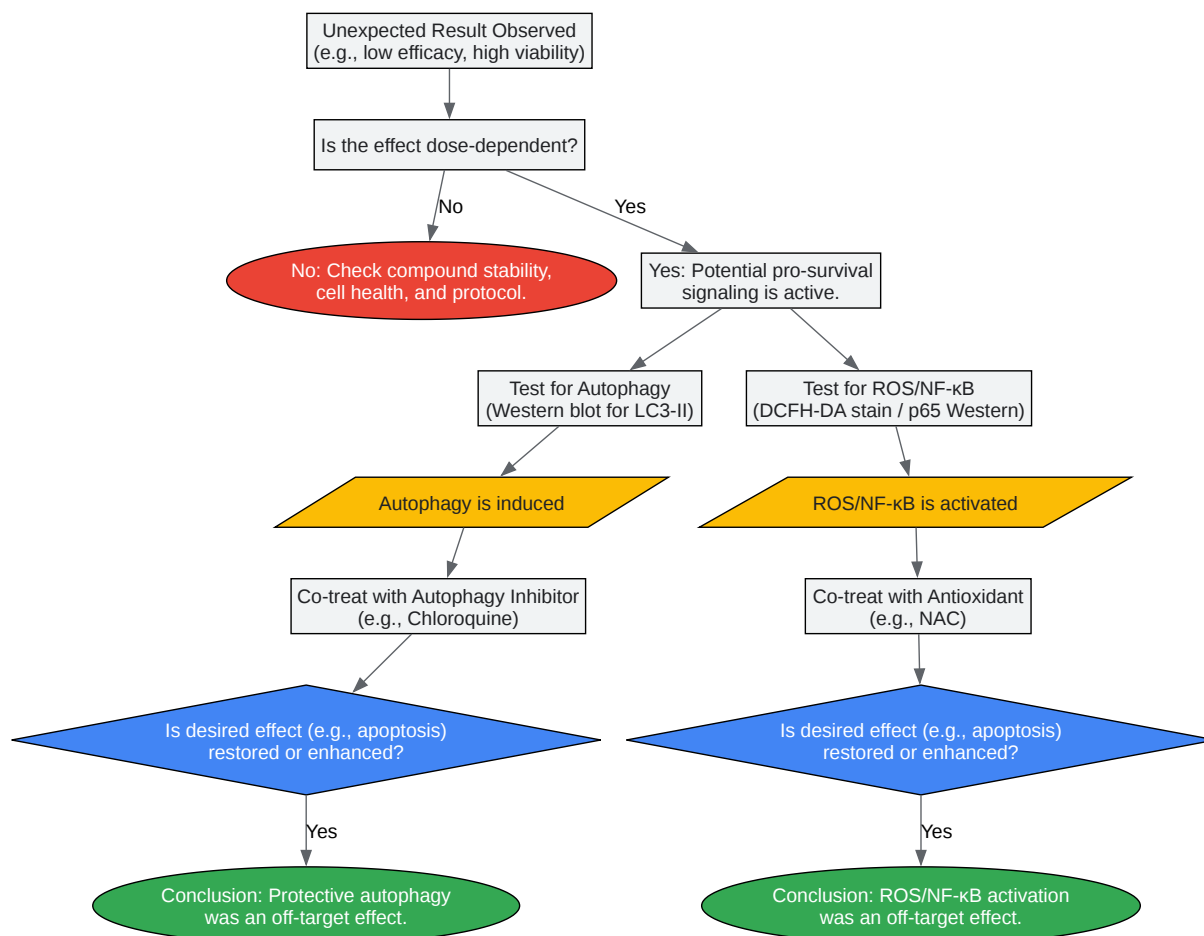 Unexpected Result Observed
(e.g., low efficacy, high viability)
Is the effect dose-dependent?
No
Yes
No: Check compound stability,
cell health, and protocol.
Yes: Potential pro-survival
signaling is active.
Test for Autophagy
(Western blot for LC3-II)
Test for ROS/NF-κB
(DCFH-DA stain / p65 Western)
Autophagy is induced
ROS/NF-κB is activated
Co-treat with Autophagy Inhibitor
(e.g., Chloroquine)
Co-treat with Antioxidant
(e.g., NAC)
Is desired effect (e.g., apoptosis)
restored or enhanced?
Is desired effect (e.g., apoptosis)
restored or enhanced?
Yes
Yes
Conclusion: Protective autophagy
was an off-target effect.
Conclusion: ROS/NF-κB activation
was an off-target effect.